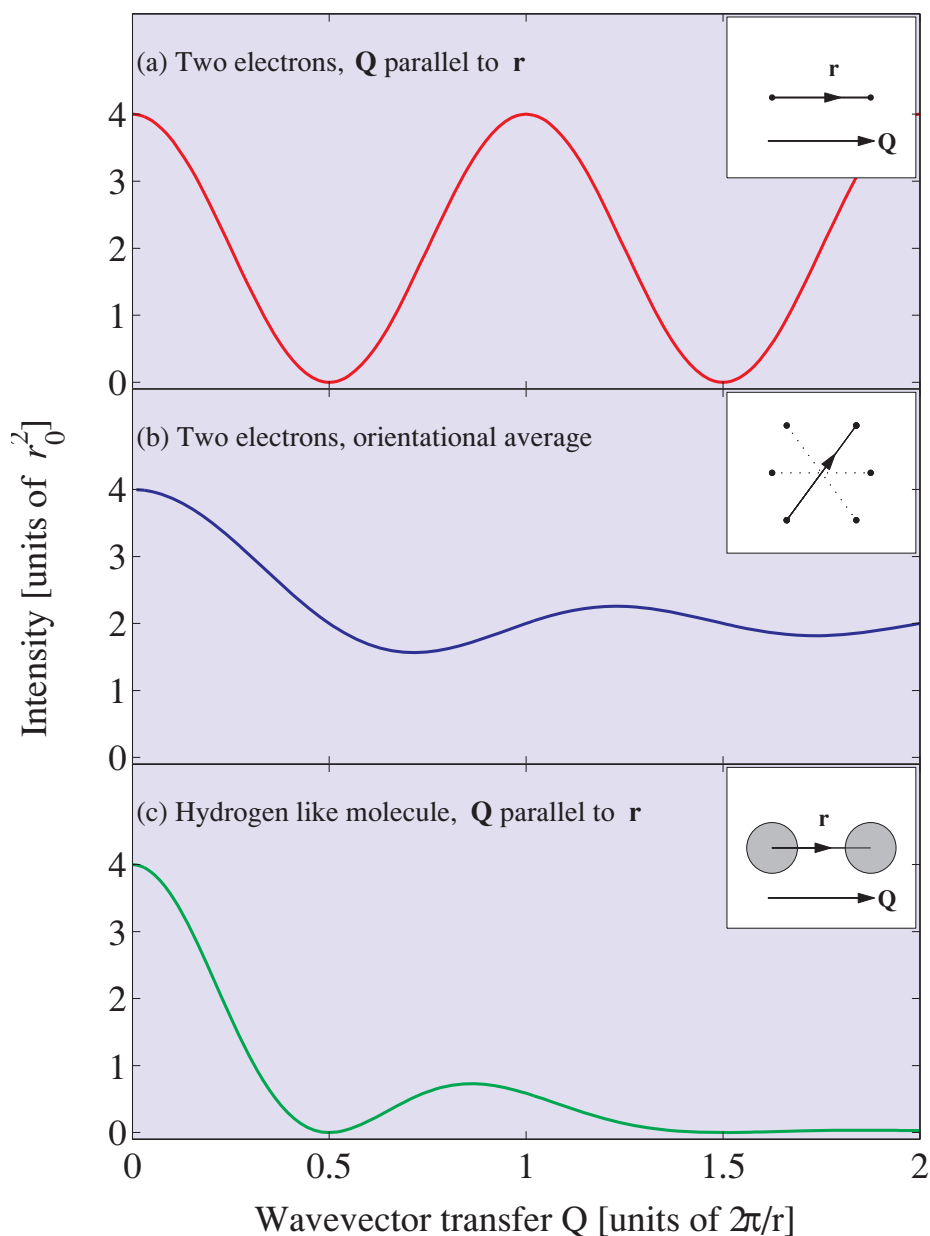 (a) Two electrons, Q parallel to r
r
Q
4
3
2
1
0
(b) Two electrons, orientational average
4
3
2
1
0
Intensity [units of r₀²]
(c) Hydrogen like molecule, Q parallel to r
r
Q
4
3
2
1
0
0 0.5 1 1.5 2
Wavevector transfer Q [units of 2π/r]